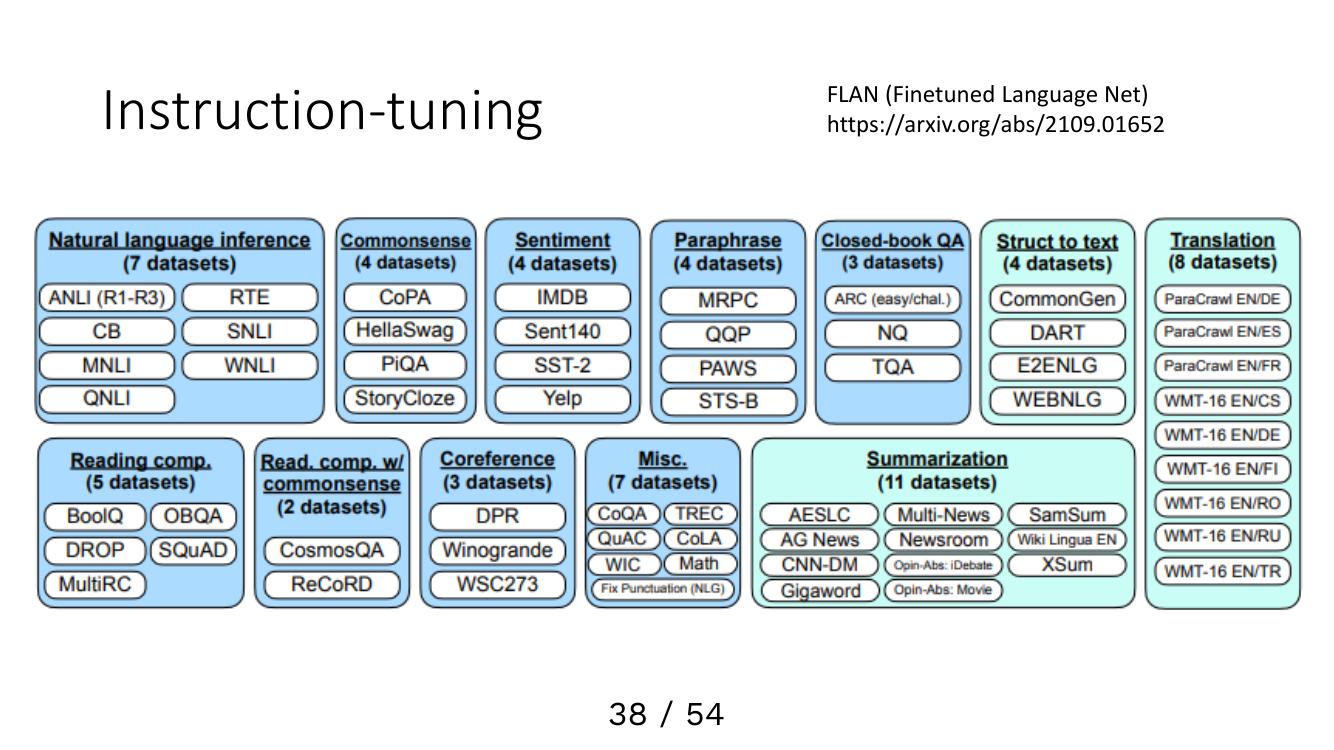 Instruction-tuning
FLAN (Finetuned Language Net)
https://arxiv.org/abs/2109.01652
Natural language inference
(7 datasets)
ANLI (R1-R3)
RTE
CB
SNLI
MNLI
WNLI
QNLI
Commonsense
(4 datasets)
CoPA
HellaSwag
PiQA
StoryCloze
Sentiment
(4 datasets)
IMDB
Sent140
SST-2
Yelp
Paraphrase
(4 datasets)
MRPC
QQP
PAWS
STS-B
Closed-book QA
(3 datasets)
ARC (easy/chal.)
NQ
TQA
Struct to text
(4 datasets)
CommonGen
DART
E2ENLG
WEBNLG
Translation
(8 datasets)
ParaCrawl EN/DE
ParaCrawl EN/ES
ParaCrawl EN/FR
WMT-16 EN/CS
WMT-16 EN/DE
WMT-16 EN/FI
WMT-16 EN/RO
WMT-16 EN/RU
WMT-16 EN/TR
Reading comp.
(5 datasets)
BoolQ
OBQA
DROP
SQuAD
MultiRC
Read. comp. w/
commonsense
(2 datasets)
CosmosQA
ReCoRD
Coreference
(3 datasets)
DPR
Winogrande
WSC273
Misc.
(7 datasets)
CoQA
TREC
QuAC
CoLA
WIC
Math
Fix Punctuation (NLG)
Summarization
(11 datasets)
AESLC
Multi-News
SamSum
AG News
Newsroom
Wiki Lingua EN
CNN-DM
Opin-Abs: iDebate
XSum
Gigaword
Opin-Abs: Movie
38 / 54